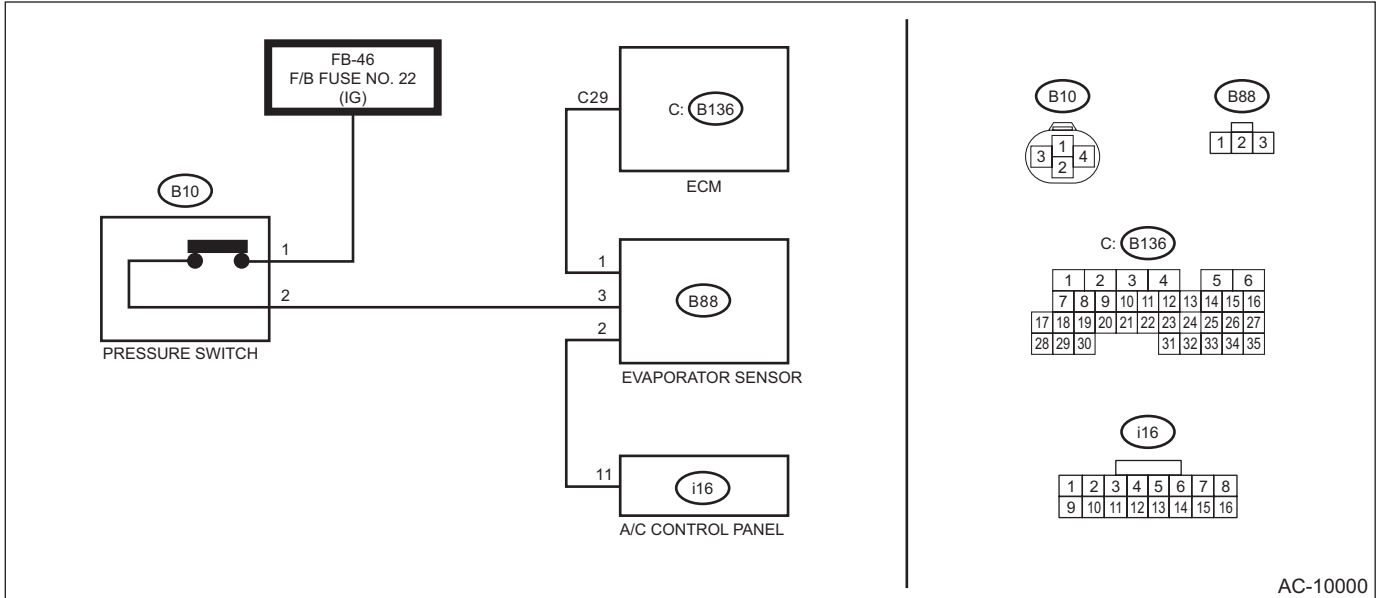 FB-46
F/B FUSE NO. 22
(IG)
C29
C: B136
ECM
B10
1
2
PRESSURE SWITCH
1
3
2
B88
EVAPORATOR SENSOR
11
i16
A/C CONTROL PANEL
B10
3 1 4
2
B88
1 2 3
C: B136
1 2 3 4 5 6
7 8 9 10 11 12 13 14 15 16
17 18 19 20 21 22 23 24 25 26 27
28 29 30 31 32 33 34 35
i16
1 2 3 4 5 6 7 8
9 10 11 12 13 14 15 16
AC-10000